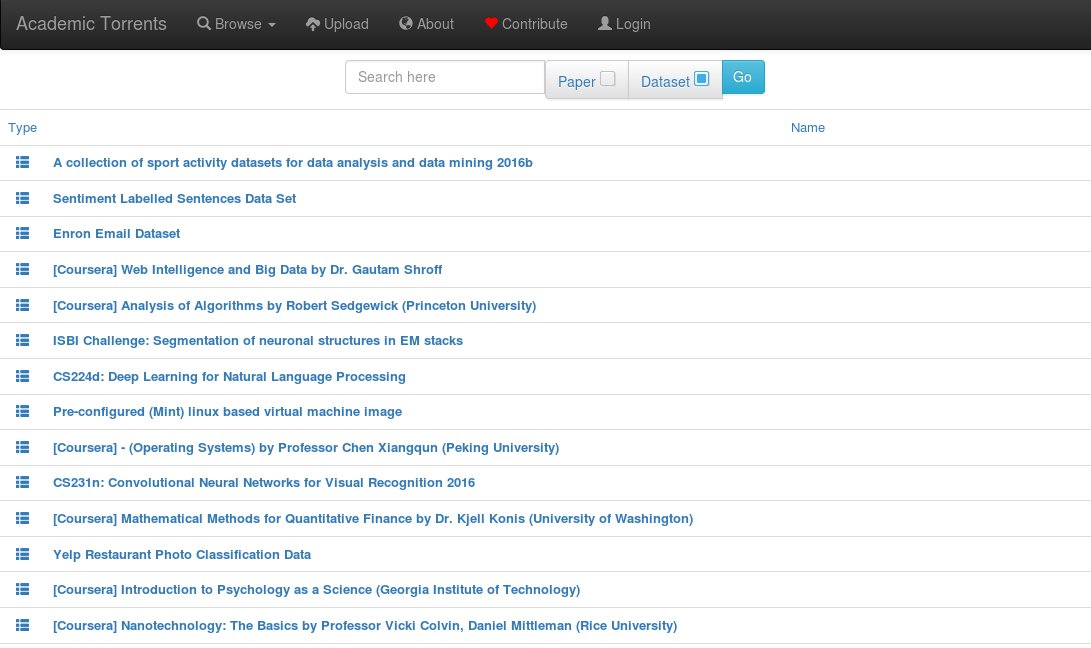 Academic Torrents Browse Upload About Contribute Login
Search here Paper Dataset Go
Type Name
A collection of sport activity datasets for data analysis and data mining 2016b
Sentiment Labelled Sentences Data Set
Enron Email Dataset
[Coursera] Web Intelligence and Big Data by Dr. Gautam Shroff
[Coursera] Analysis of Algorithms by Robert Sedgewick (Princeton University)
ISBI Challenge: Segmentation of neuronal structures in EM stacks
CS224d: Deep Learning for Natural Language Processing
Pre-configured (Mint) linux based virtual machine image
[Coursera] - (Operating Systems) by Professor Chen Xiangqun (Peking University)
CS231n: Convolutional Neural Networks for Visual Recognition 2016
[Coursera] Mathematical Methods for Quantitative Finance by Dr. Kjell Konis (University of Washington)
Yelp Restaurant Photo Classification Data
[Coursera] Introduction to Psychology as a Science (Georgia Institute of Technology)
[Coursera] Nanotechnology: The Basics by Professor Vicki Colvin, Daniel Mittleman (Rice University)